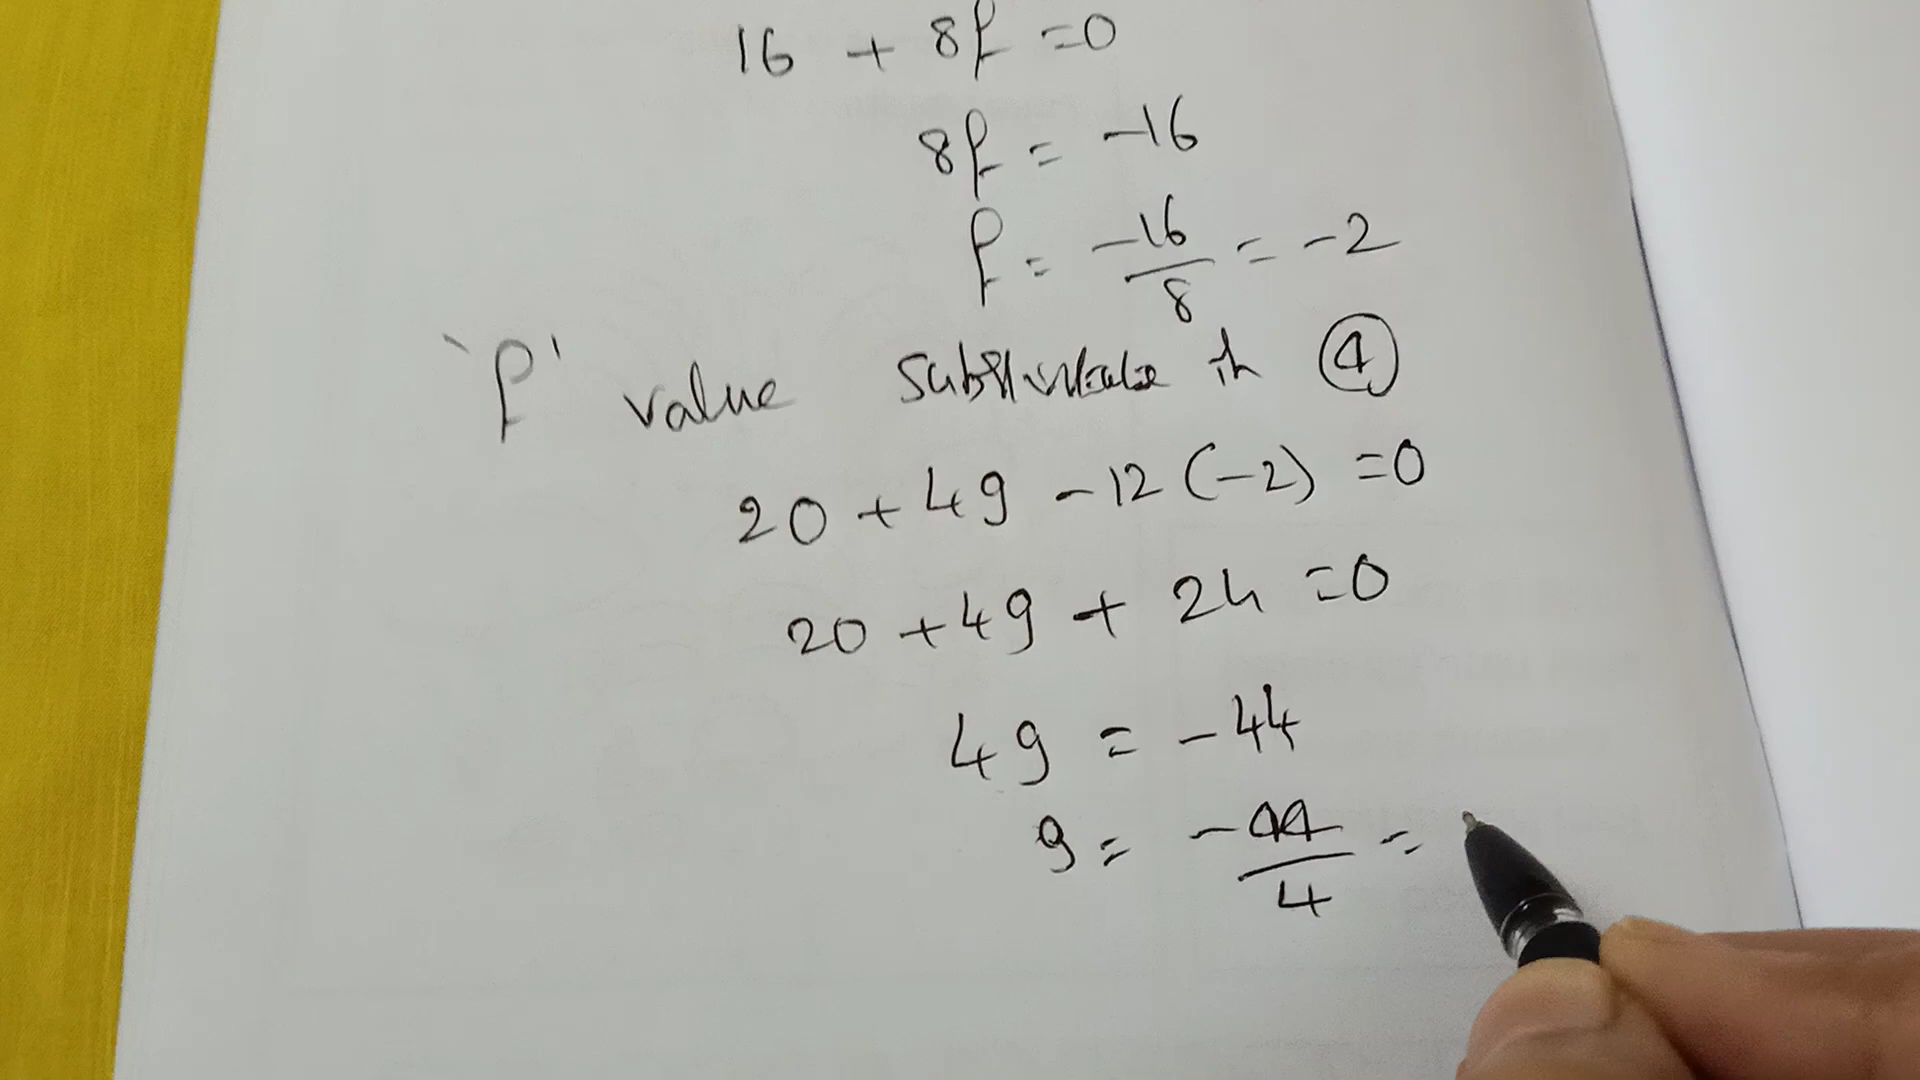 16 + 8f = 0
8f = -16
f = -16/8 = -2
'f' value substitute in ④
20 + 4g - 12 (-2) = 0
20 + 4g + 24 = 0
4g = -44
g = -44/4 =